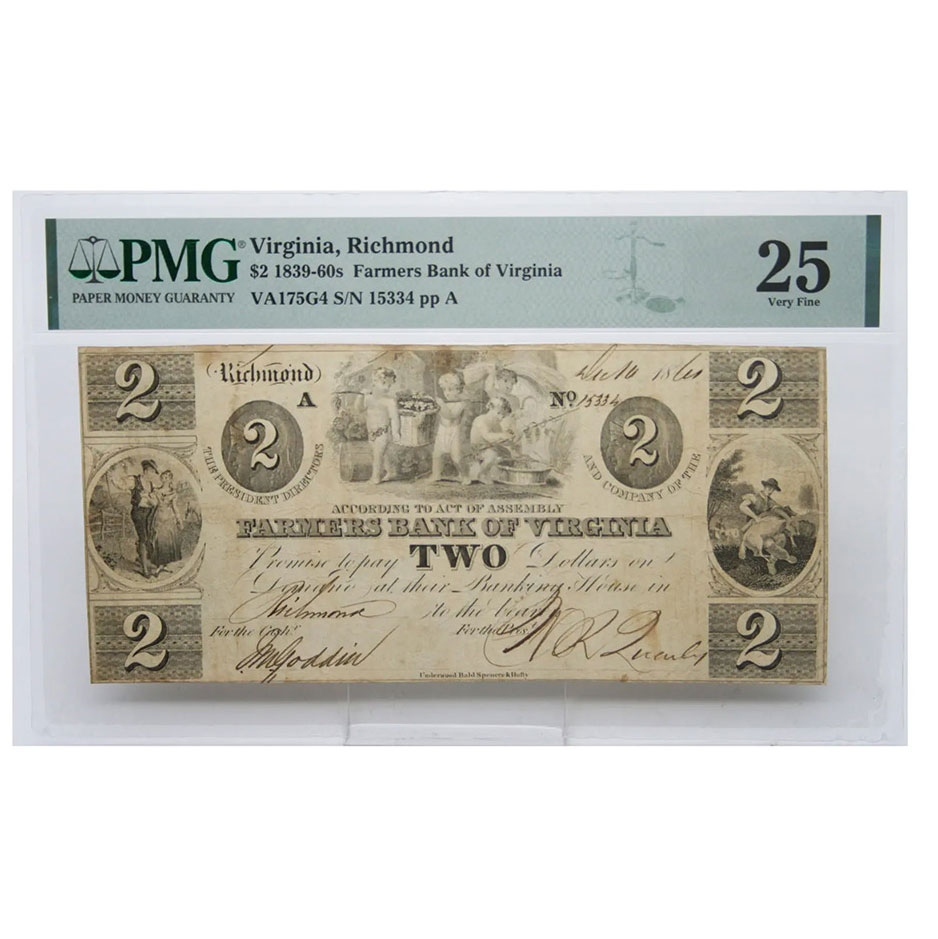 PMG®
PAPER MONEY GUARANTY
Virginia, Richmond
$2 1839-60s Farmers Bank of Virginia
VA175G4 S/N 15334 pp A
25
Very Fine
2
Richmond
A
2
THE PRESIDENT DIRECTORS
No 15334
2
AND COMPANY OF THE
2
ACCORDING TO ACT OF ASSEMBLY
FARMERS BANK OF VIRGINIA
Promise to pay TWO Dollars on
Demand at their Banking House in
Richmond to the bearer
For the Cashr. For the Prest.
2
2
Underwood Bald Spencer & Hufty